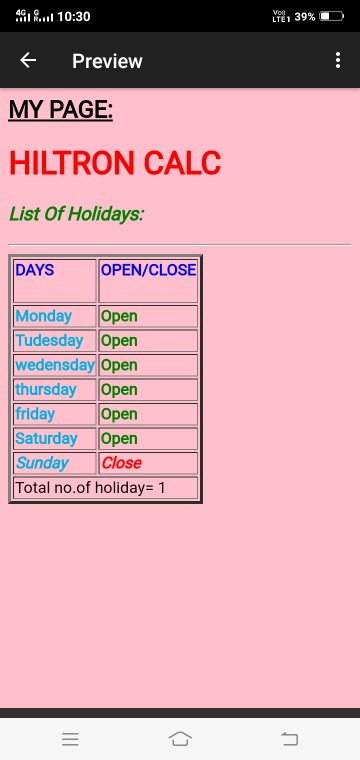 4G G R 10:30 Vo) LTE1 39%
Preview
MY PAGE:
HILTRON CALC
List Of Holidays:
DAYS OPEN/CLOSE
Monday Open
Tudesday Open
wedensday Open
thursday Open
friday Open
Saturday Open
Sunday Close
Total no.of holiday= 1